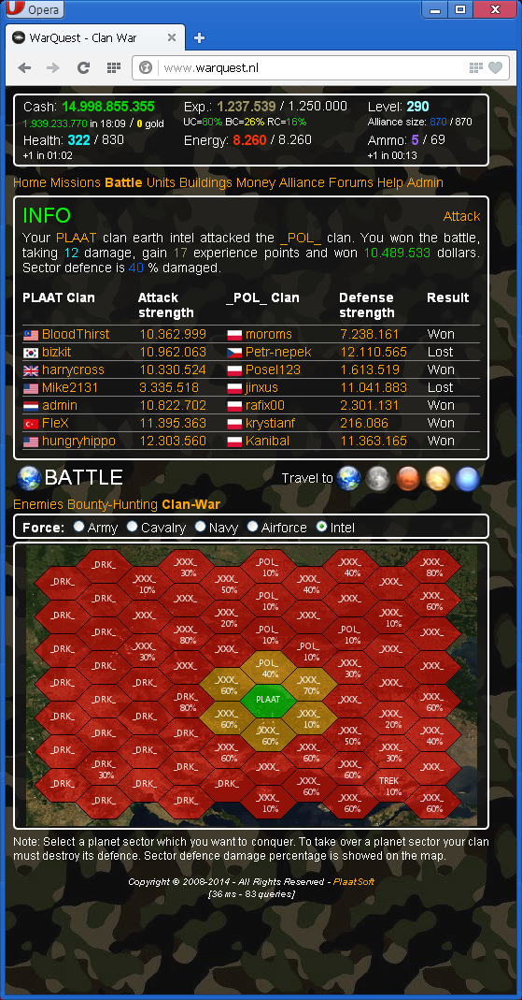 Opera
WarQuest - Clan War
www.warquest.nl
Cash: 14.998.855.355 Exp.: 1.237.539 / 1.250.000 Level: 290
1.939.233.770 in 18:09 / 0 gold UC=80% BC=26% RC=16% Alliance size: 870 / 870
Health: 322 / 830 Energy: 8.260 / 8.260 Ammo: 5 / 69
+1 in 01:02 +1 in 00:13
Home Missions Battle Units Buildings Money Alliance Forums Help Admin
INFO Attack
Your PLAAT clan earth intel attacked the _POL_ clan. You won the battle,
taking 12 damage, gain 17 experience points and won 10.489.533 dollars.
Sector defence is 40 % damaged.
PLAAT Clan Attack strength _POL_ Clan Defense strength Result
BloodThirst 10.362.999 moroms 7.238.161 Won
bizkit 10.962.063 Petr-nepek 12.110.565 Lost
harrycross 10.330.524 Posel123 1.613.519 Won
Mike2131 3.335.518 jinxus 11.041.883 Lost
admin 10.822.702 rafix00 2.301.131 Won
FleX 11.395.363 krystianf 216.086 Won
hungryhippo 12.303.560 Kanibal 11.363.165 Won
BATTLE Travel to
Enemies Bounty-Hunting Clan-War
Force: Army Cavalry Navy Airforce Intel
_DRK_ _XXX_ 30% _POL_ 10% _XXX_ 40% _XXX_ 80%
_DRK_ _XXX_ 10% _XXX_ 50% _XXX_ 40% _XXX_
_DRK_ _XXX_ _POL_ 10% _XXX_ _XXX_
_DRK_ _XXX_ _XXX_ 20% _XXX_ _XXX_ 10%
_DRK_ _XXX_ 80% _POL_ 10% _POL_ 10% _XXX_
_DRK_ _XXX_ 30% _XXX_ _POL_ 10% _XXX_
_DRK_ _DRK_ _POL_ 40% _XXX_ 30% _XXX_
_DRK_ _DRK_ _XXX_ 60% _XXX_ 70% _XXX_
_DRK_ _DRK_ 80% PLAAT _XXX_ _XXX_
_DRK_ _DRK_ _XXX_ 60% _XXX_ 10% _XXX_ 20%
_DRK_ _DRK_ _XXX_ 60% _XXX_ 50% _XXX_ 40%
_DRK_ _DRK_ _XXX_ 60% _XXX_ 60% _XXX_ 30%
_DRK_ 30% _DRK_ _XXX_ _XXX_ 60% _XXX_
_DRK_ _DRK_ _DRK_ _XXX_ 60% TREK 10%
_DRK_ _DRK_ _XXX_ 10% _XXX_ 60% _XXX_ 60%
Note: Select a planet sector which you want to conquer. To take over a planet sector your clan
must destroy its defence. Sector defence damage percentage is showed on the map.
Copyright © 2008-2014 - All Rights Reserved - PlaatSoft
[36 ms - 83 queries]